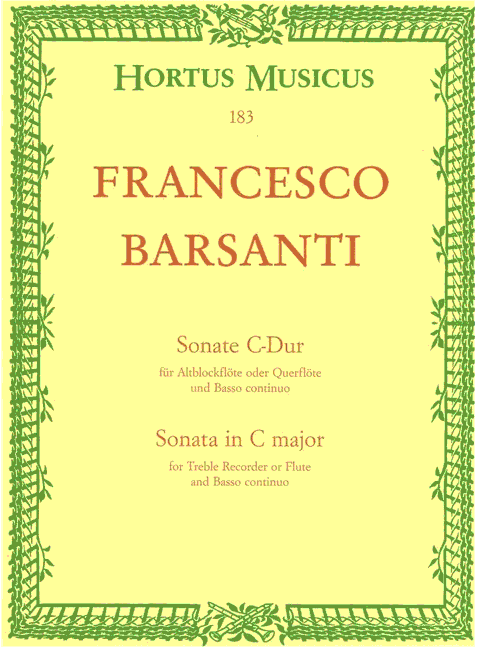 HORTUS MUSICUS
183
FRANCESCO
BARSANTI
Sonate C-Dur
für Altblockflöte oder Querflöte
und Basso continuo
Sonata in C major
for Treble Recorder or Flute
and Basso continuo